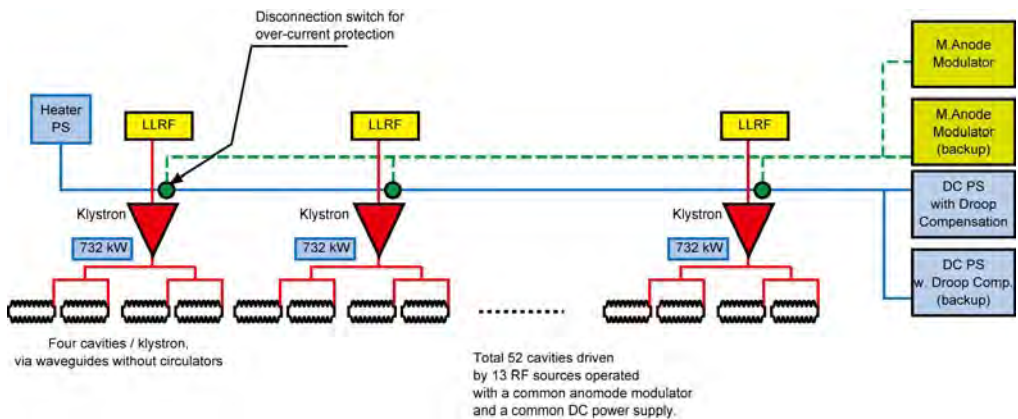 Disconnection switch for
over-current protection
M.Anode
Modulator
Heater
PS
LLRF
LLRF
LLRF
M.Anode
Modulator
(backup)
DC PS
with Droop
Compensation
Klystron
Klystron
Klystron
732 kW
732 kW
732 kW
DC PS
w. Droop Comp.
(backup)
Four cavities / klystron,
via waveguides without circulators
Total 52 cavities driven
by 13 RF sources operated
with a common anomode modulator
and a common DC power supply.